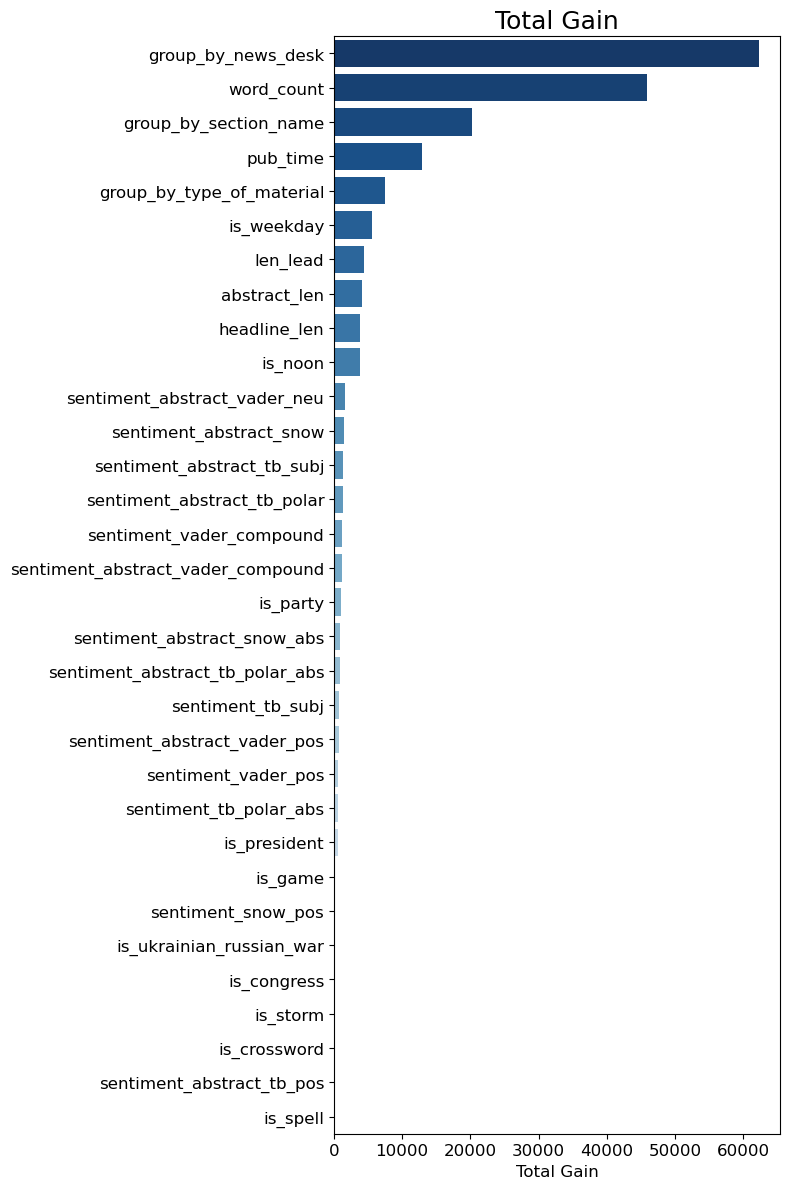 Total Gain
group_by_news_desk
word_count
group_by_section_name
pub_time
group_by_type_of_material
is_weekday
len_lead
abstract_len
headline_len
is_noon
sentiment_abstract_vader_neu
sentiment_abstract_snow
sentiment_abstract_tb_subj
sentiment_abstract_tb_polar
sentiment_vader_compound
sentiment_abstract_vader_compound
is_party
sentiment_abstract_snow_abs
sentiment_abstract_tb_polar_abs
sentiment_tb_subj
sentiment_abstract_vader_pos
sentiment_vader_pos
sentiment_tb_polar_abs
is_president
is_game
sentiment_snow_pos
is_ukrainian_russian_war
is_congress
is_storm
is_crossword
sentiment_abstract_tb_pos
is_spell
0 10000 20000 30000 40000 50000 60000
Total Gain